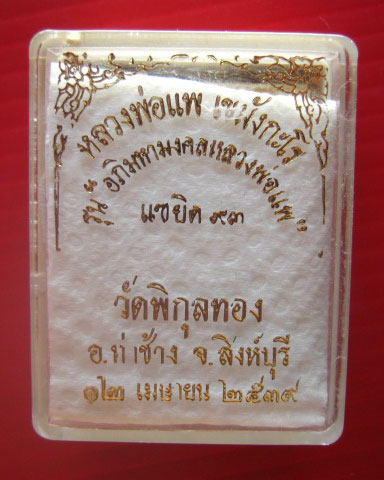 หลวงพ่อแพ เขมังกะโร
รุ่น "อภิมหามงคลหลวงพ่อแพ"
แซยิด ๙๓
วัดพิกุลทอง
อ.ท่าช้าง จ.สิงห์บุรี
๑๒ เมษายน ๒๕๓๙